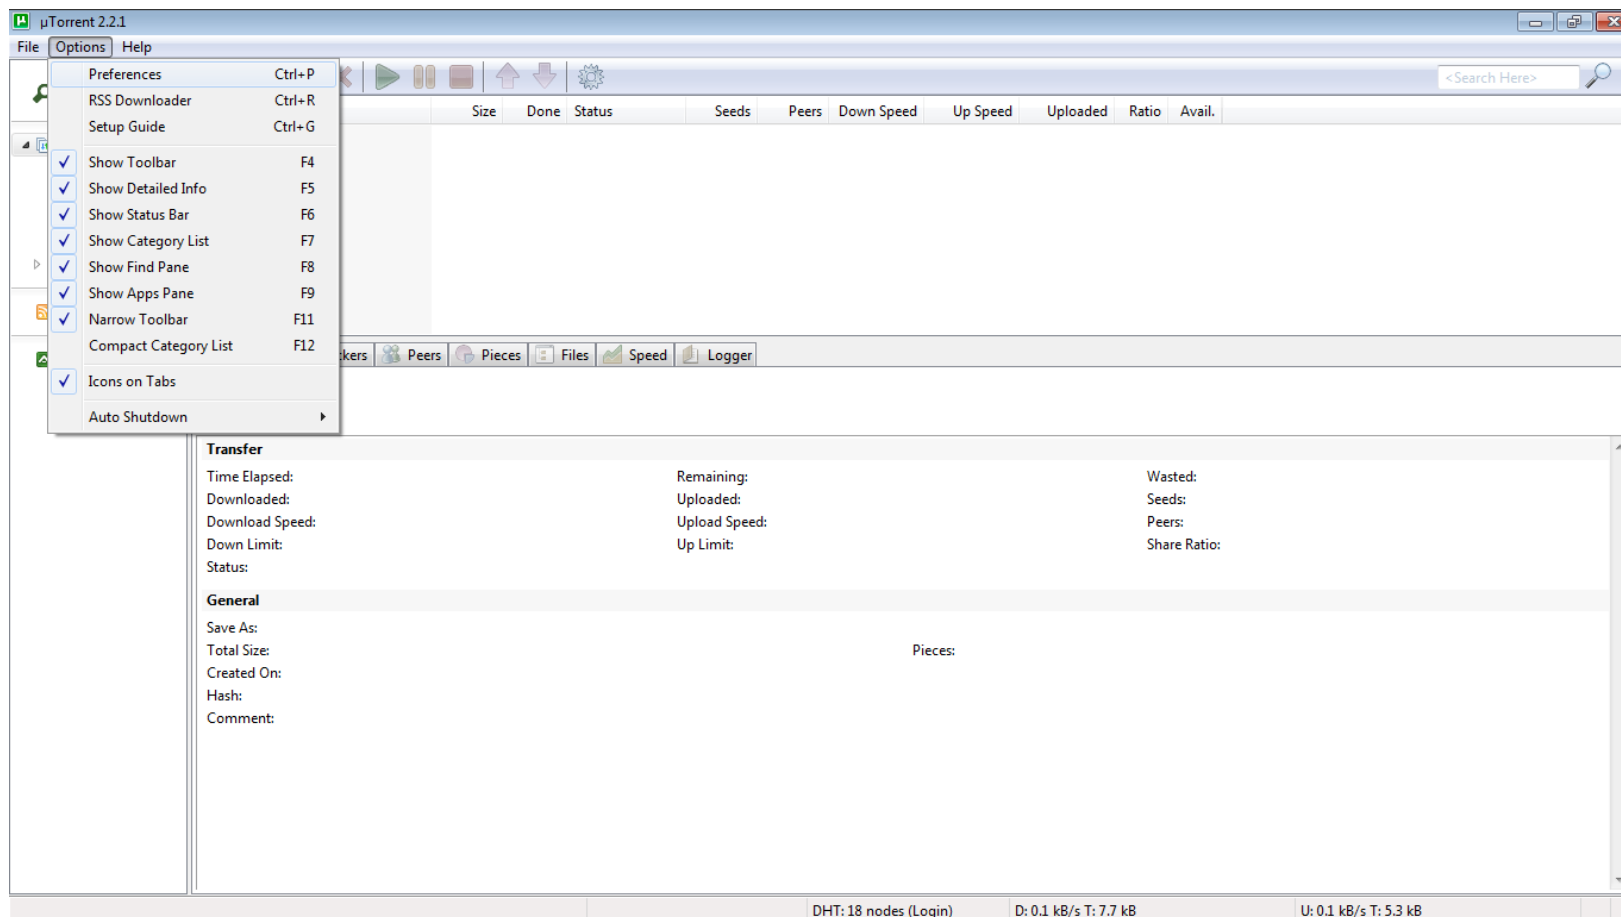 µTorrent 2.2.1
File Options Help
Preferences Ctrl+P
RSS Downloader Ctrl+R
Setup Guide Ctrl+G
Show Toolbar F4
Show Detailed Info F5
Show Status Bar F6
Show Category List F7
Show Find Pane F8
Show Apps Pane F9
Narrow Toolbar F11
Compact Category List F12
Icons on Tabs
Auto Shutdown
<Search Here>
Size Done Status Seeds Peers Down Speed Up Speed Uploaded Ratio Avail.
kers Peers Pieces Files Speed Logger
Transfer
Time Elapsed: Remaining: Wasted:
Downloaded: Uploaded: Seeds:
Download Speed: Upload Speed: Peers:
Down Limit: Up Limit: Share Ratio:
Status:
General
Save As:
Total Size: Pieces:
Created On:
Hash:
Comment:
DHT: 18 nodes (Login) D: 0.1 kB/s T: 7.7 kB U: 0.1 kB/s T: 5.3 kB